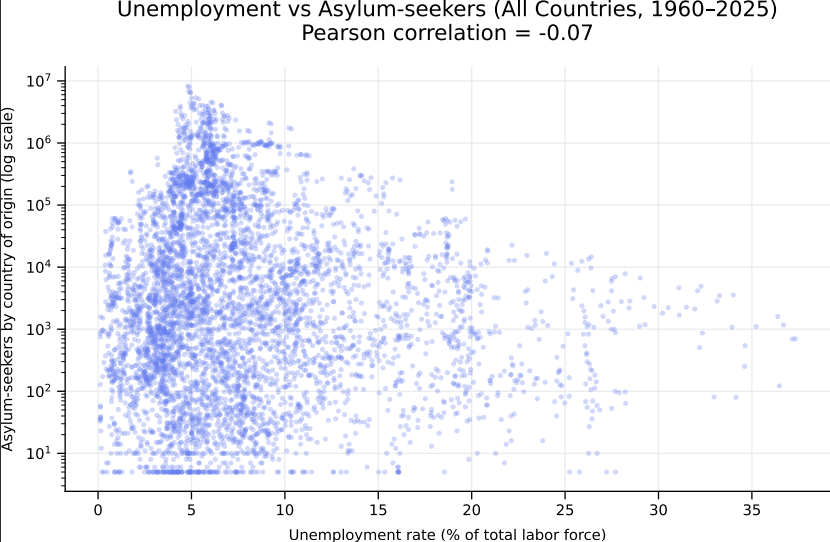 Unemployment vs Asylum-seekers (All Countries, 1960–2025)
Pearson correlation = -0.07
Asylum-seekers by country of origin (log scale)
10⁷
10⁶
10⁵
10⁴
10³
10²
10¹
0 5 10 15 20 25 30 35
Unemployment rate (% of total labor force)